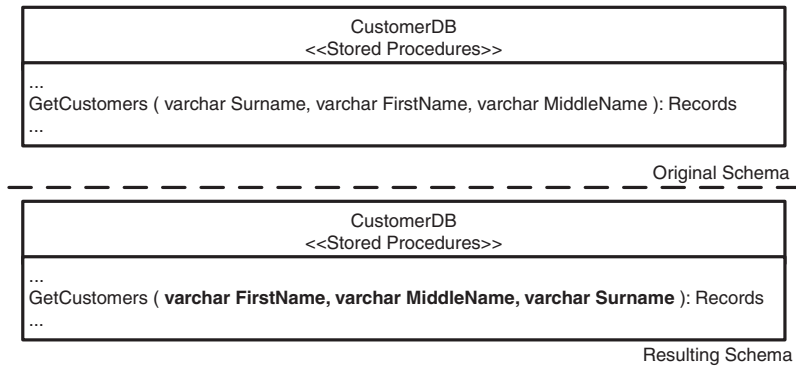 CustomerDB
<<Stored Procedures>>
...
GetCustomers ( varchar Surname, varchar FirstName, varchar MiddleName ): Records
...
Original Schema
CustomerDB
<<Stored Procedures>>
...
GetCustomers ( varchar FirstName, varchar MiddleName, varchar Surname ): Records
...
Resulting Schema